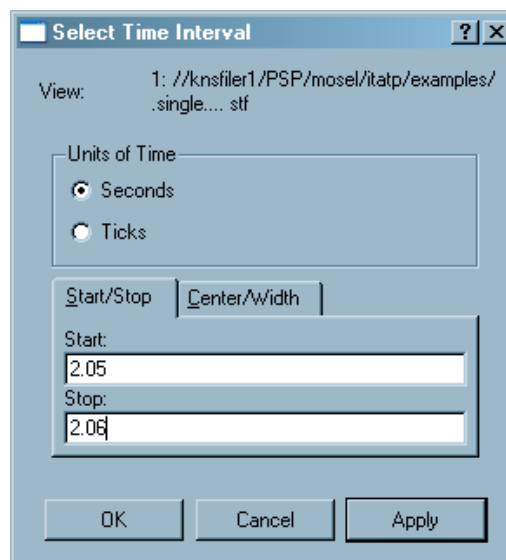 Select Time Interval
View:
1: //knsfiler1/PSP/mosel/itatp/examples/
.single.... stf
Units of Time
Seconds
Ticks
Start/Stop
Center/Width
Start:
2.05
Stop:
2.06
OK
Cancel
Apply